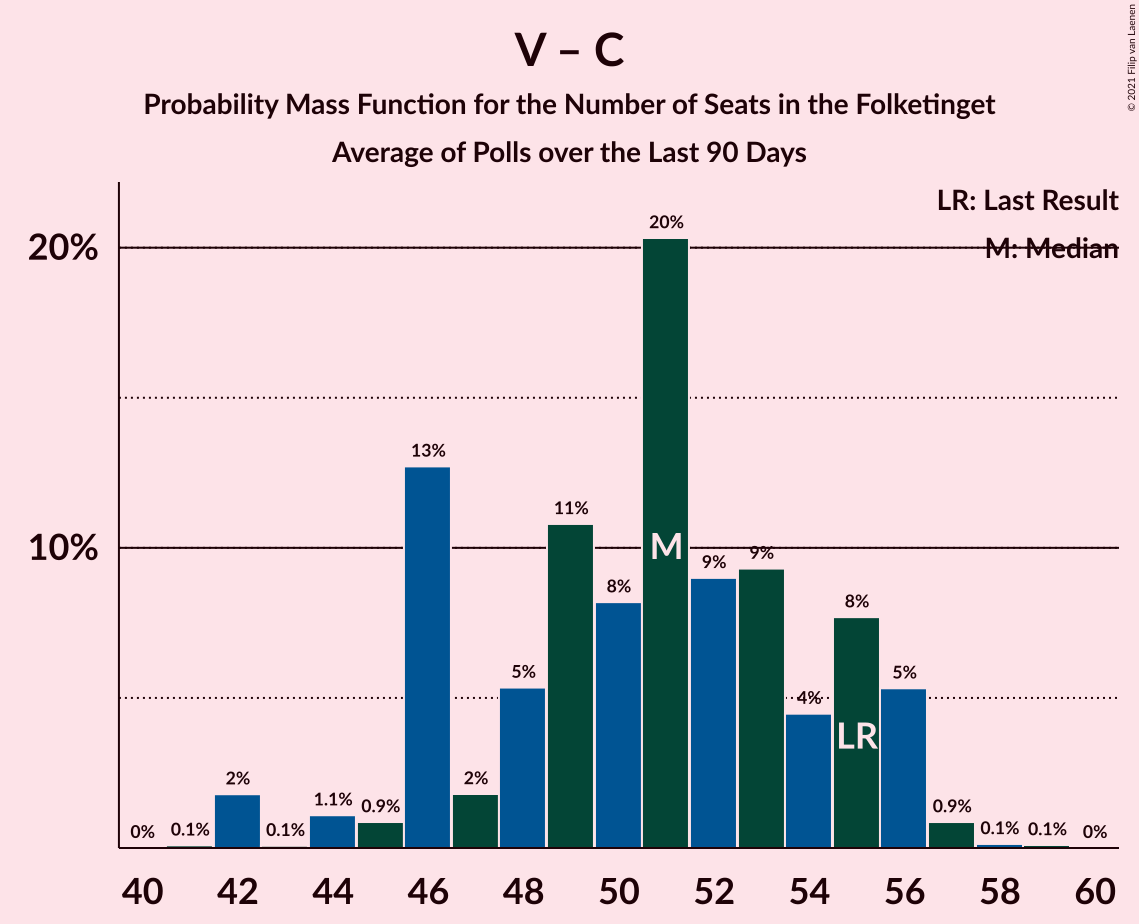 V – C
Probability Mass Function for the Number of Seats in the Folketinget
Average of Polls over the Last 90 Days
© 2021 Filip van Laenen
LR: Last Result
M: Median
20%
10%
0%
0.1%
2%
0.1%
1.1%
0.9%
13%
2%
5%
11%
8%
20%
9%
9%
4%
8%
5%
0.9%
0.1%
0.1%
0%
M
LR
40 42 44 46 48 50 52 54 56 58 60